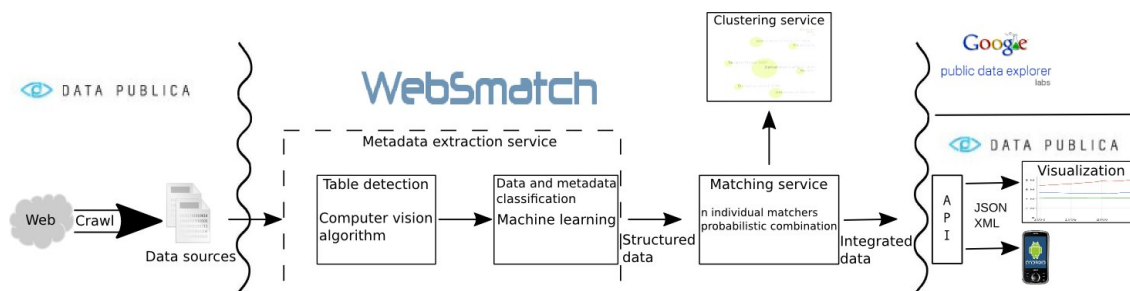 DATA PUBLICA
Web
Crawl
Data sources
WebSmatch
Metadata extraction service
Table detection
Computer vision
algorithm
Data and metadata
classification
Machine learning
Structured
data
Clustering service
Matching service
n individual matchers
probabilistic combination
Integrated
data
Google
public data explorer
labs
DATA PUBLICA
API
JSON
XML
Visualization